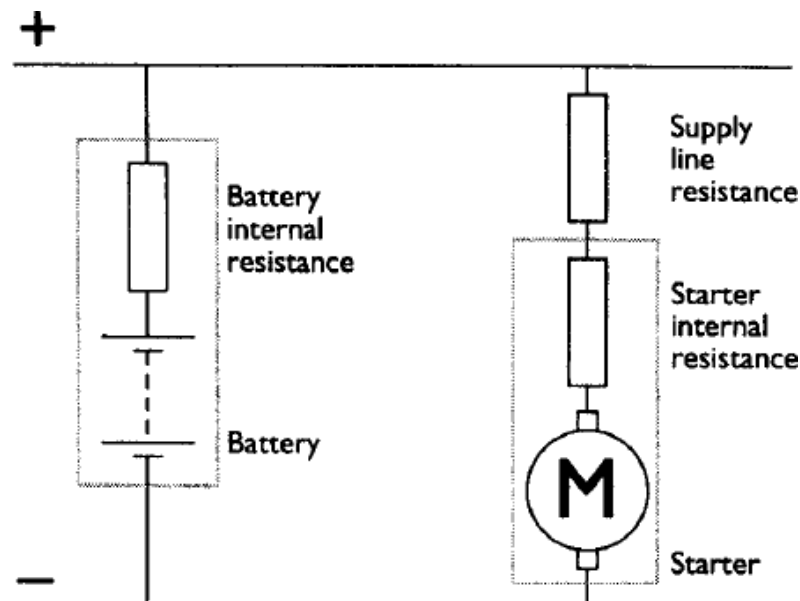 +
Battery
internal
resistance
Battery
Supply
line
resistance
Starter
internal
resistance
M
Starter
−